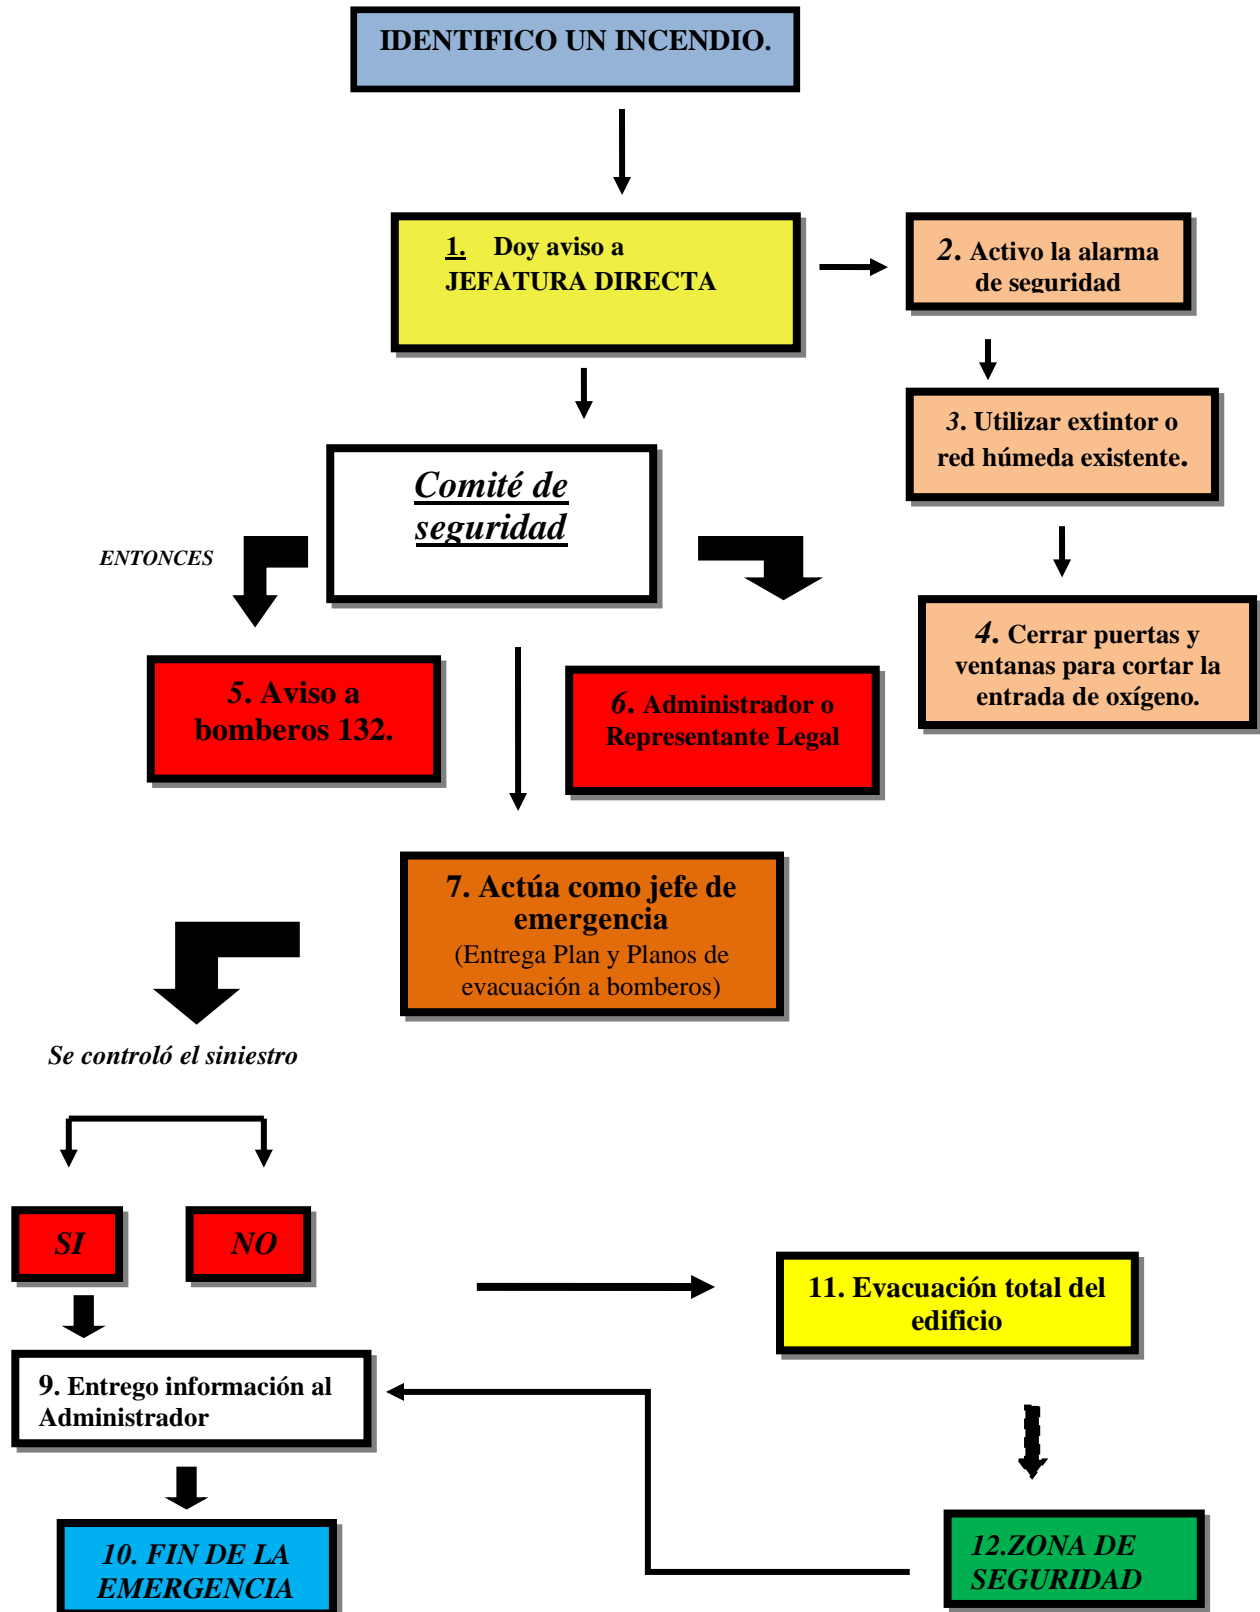 IDENTIFICO UN INCENDIO.
1. Doy aviso a
JEFATURA DIRECTA
2. Activo la alarma
de seguridad
3. Utilizar extintor o
red húmeda existente.
Comité de
seguridad
ENTONCES
4. Cerrar puertas y
ventanas para cortar la
entrada de oxígeno.
5. Aviso a
bomberos 132.
6. Administrador o
Representante Legal
7. Actúa como jefe de
emergencia
(Entrega Plan y Planos de
evacuación a bomberos)
Se controló el siniestro
SI
NO
11. Evacuación total del
edificio
9. Entrego información al
Administrador
10. FIN DE LA
EMERGENCIA
12.ZONA DE
SEGURIDAD